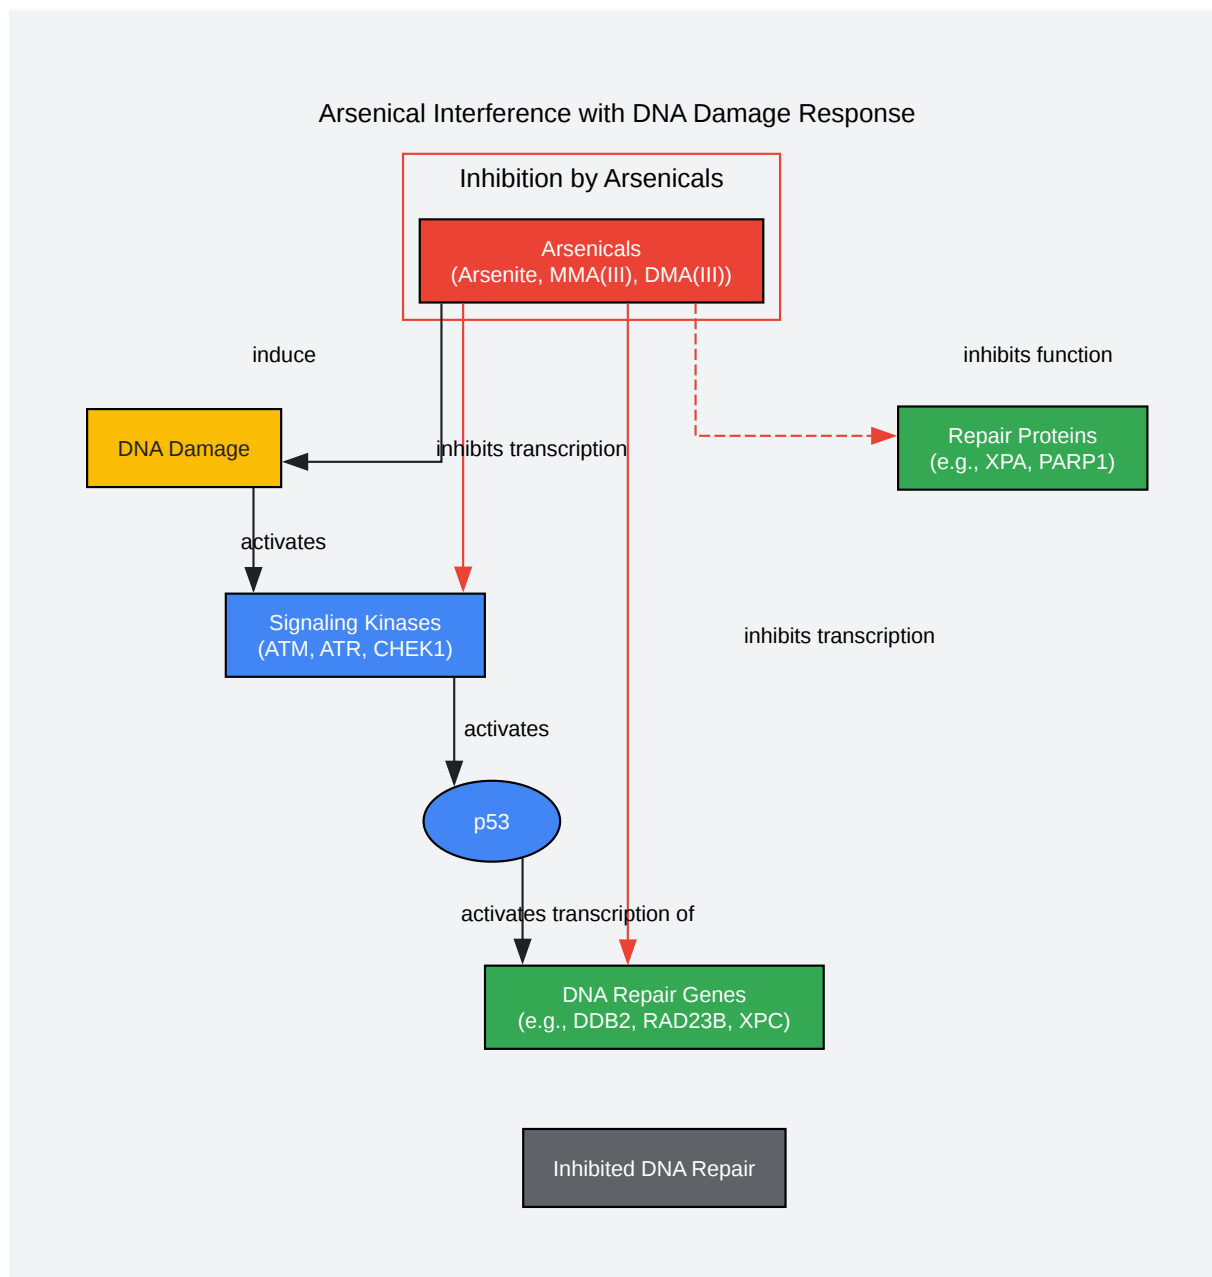 Arsenical Interference with DNA Damage Response
Inhibition by Arsenicals
Arsenicals
(Arsenite, MMA(III), DMA(III))
induce
inhibits function
DNA Damage
inhibits transcription
Repair Proteins
(e.g., XPA, PARP1)
activates
Signaling Kinases
(ATM, ATR, CHEK1)
inhibits transcription
activates
p53
activates transcription of
DNA Repair Genes
(e.g., DDB2, RAD23B, XPC)
Inhibited DNA Repair